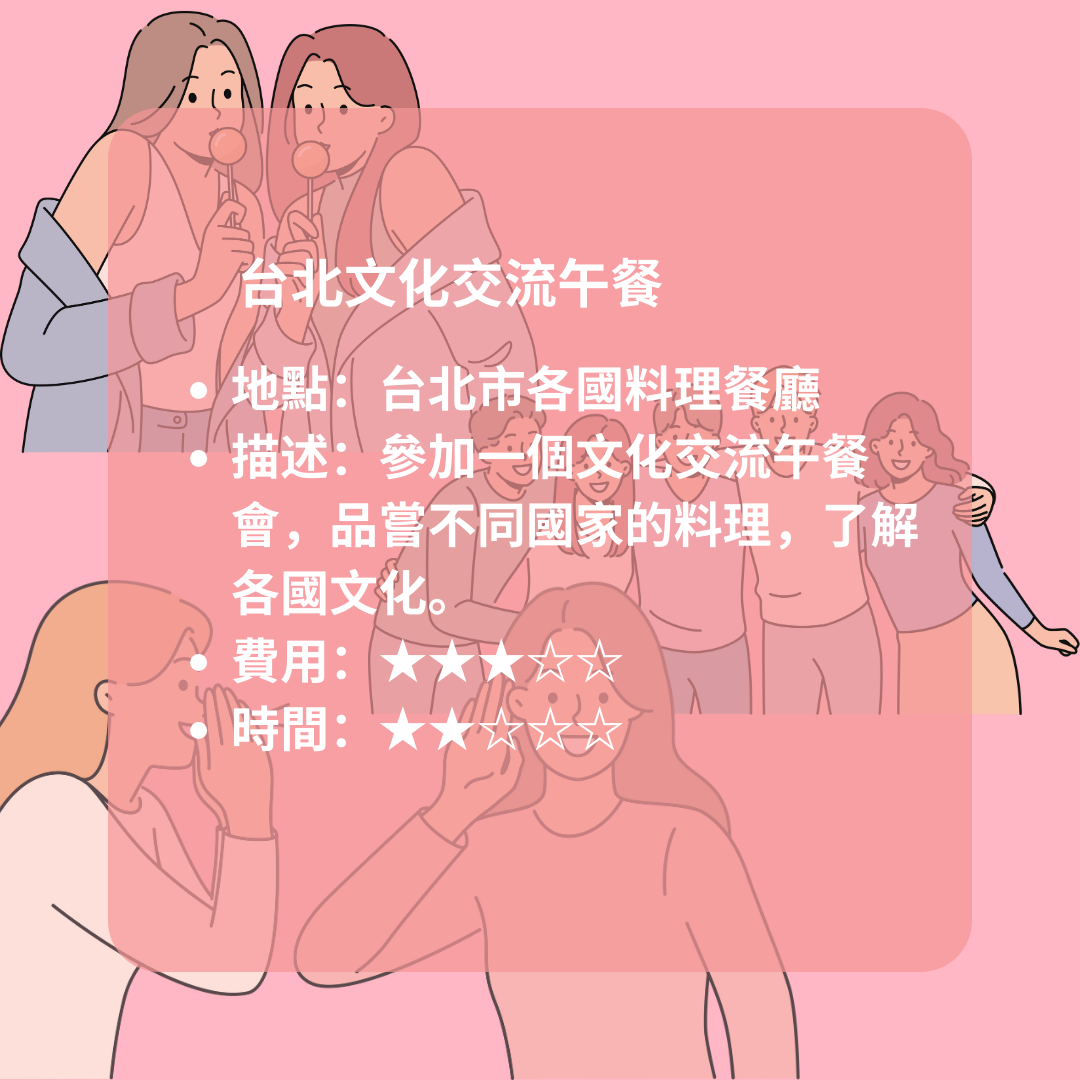 台北文化交流午餐
• 地點：台北市各國料理餐廳
• 描述：參加一個文化交流午餐
會，品嘗不同國家的料理，了解
各國文化。
• 費用：★★★☆☆
• 時間：★★☆☆☆